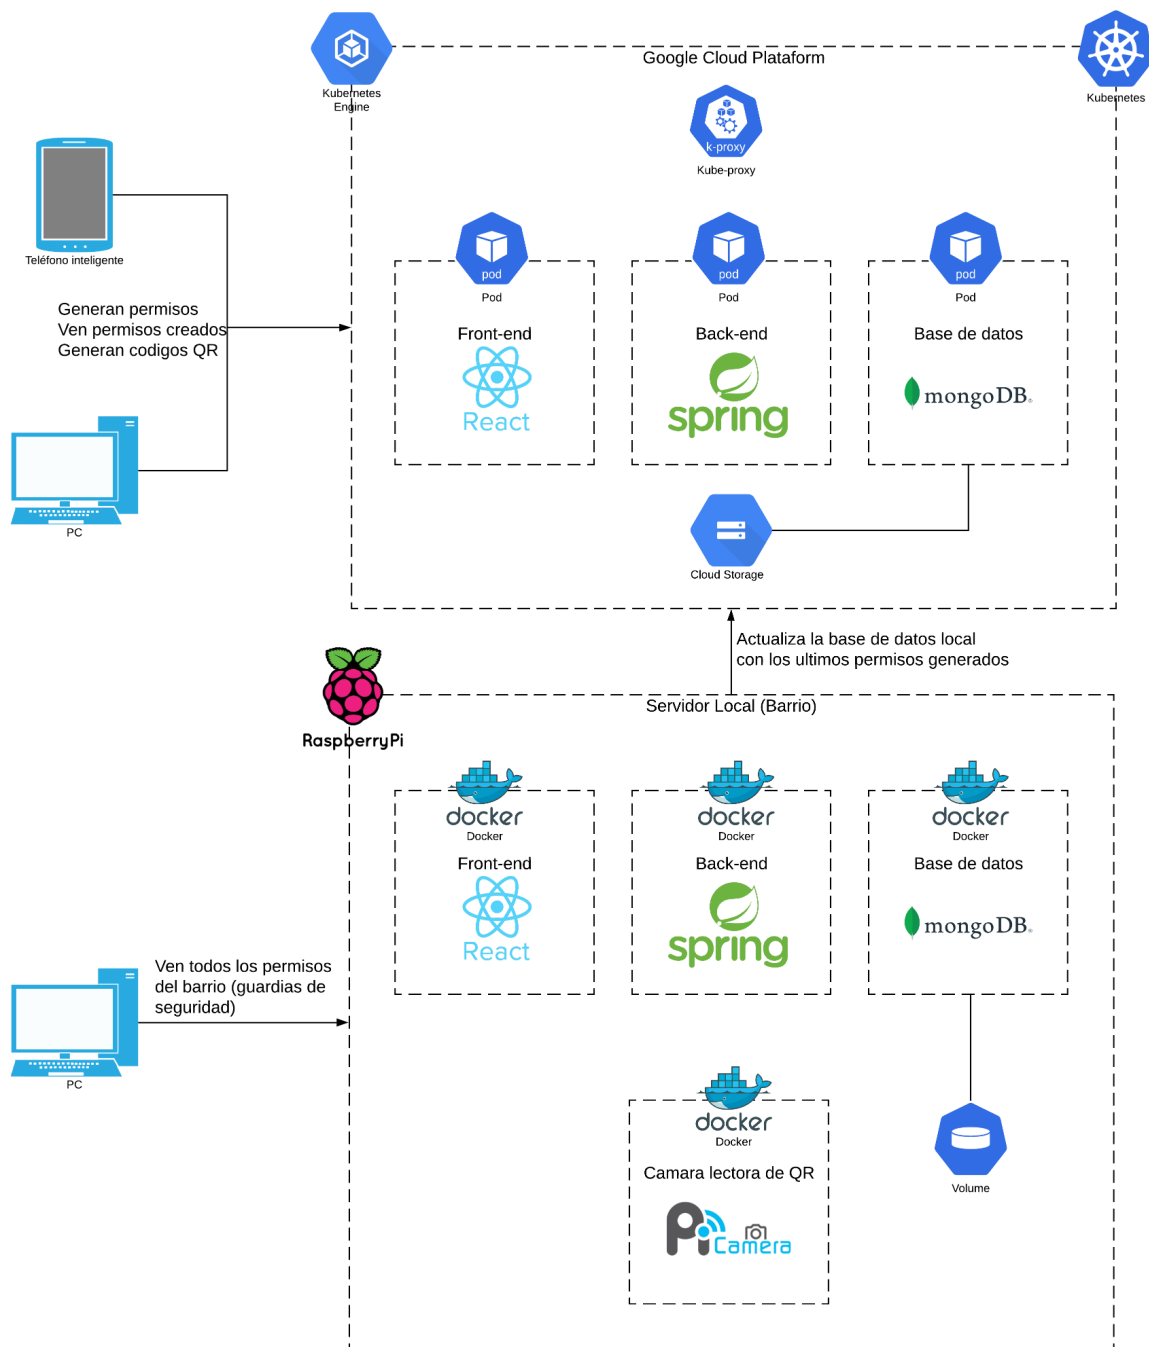 Google Cloud Plataform
Kubernetes
Engine
Kubernetes
k-proxy
Kube-proxy
Teléfono inteligente
pod
Pod
pod
Pod
pod
Pod
Generan permisos
Ven permisos creados
Generan codigos QR
Front-end
React
Back-end
spring
Base de datos
mongoDB
PC
Cloud Storage
Actualiza la base de datos local
con los ultimos permisos generados
RaspberryPi
Servidor Local (Barrio)
docker
Docker
docker
Docker
docker
Docker
Front-end
React
Back-end
spring
Base de datos
mongoDB
Ven todos los permisos
del barrio (guardias de
seguridad)
PC
docker
Docker
Camara lectora de QR
Pi Camera
Volume